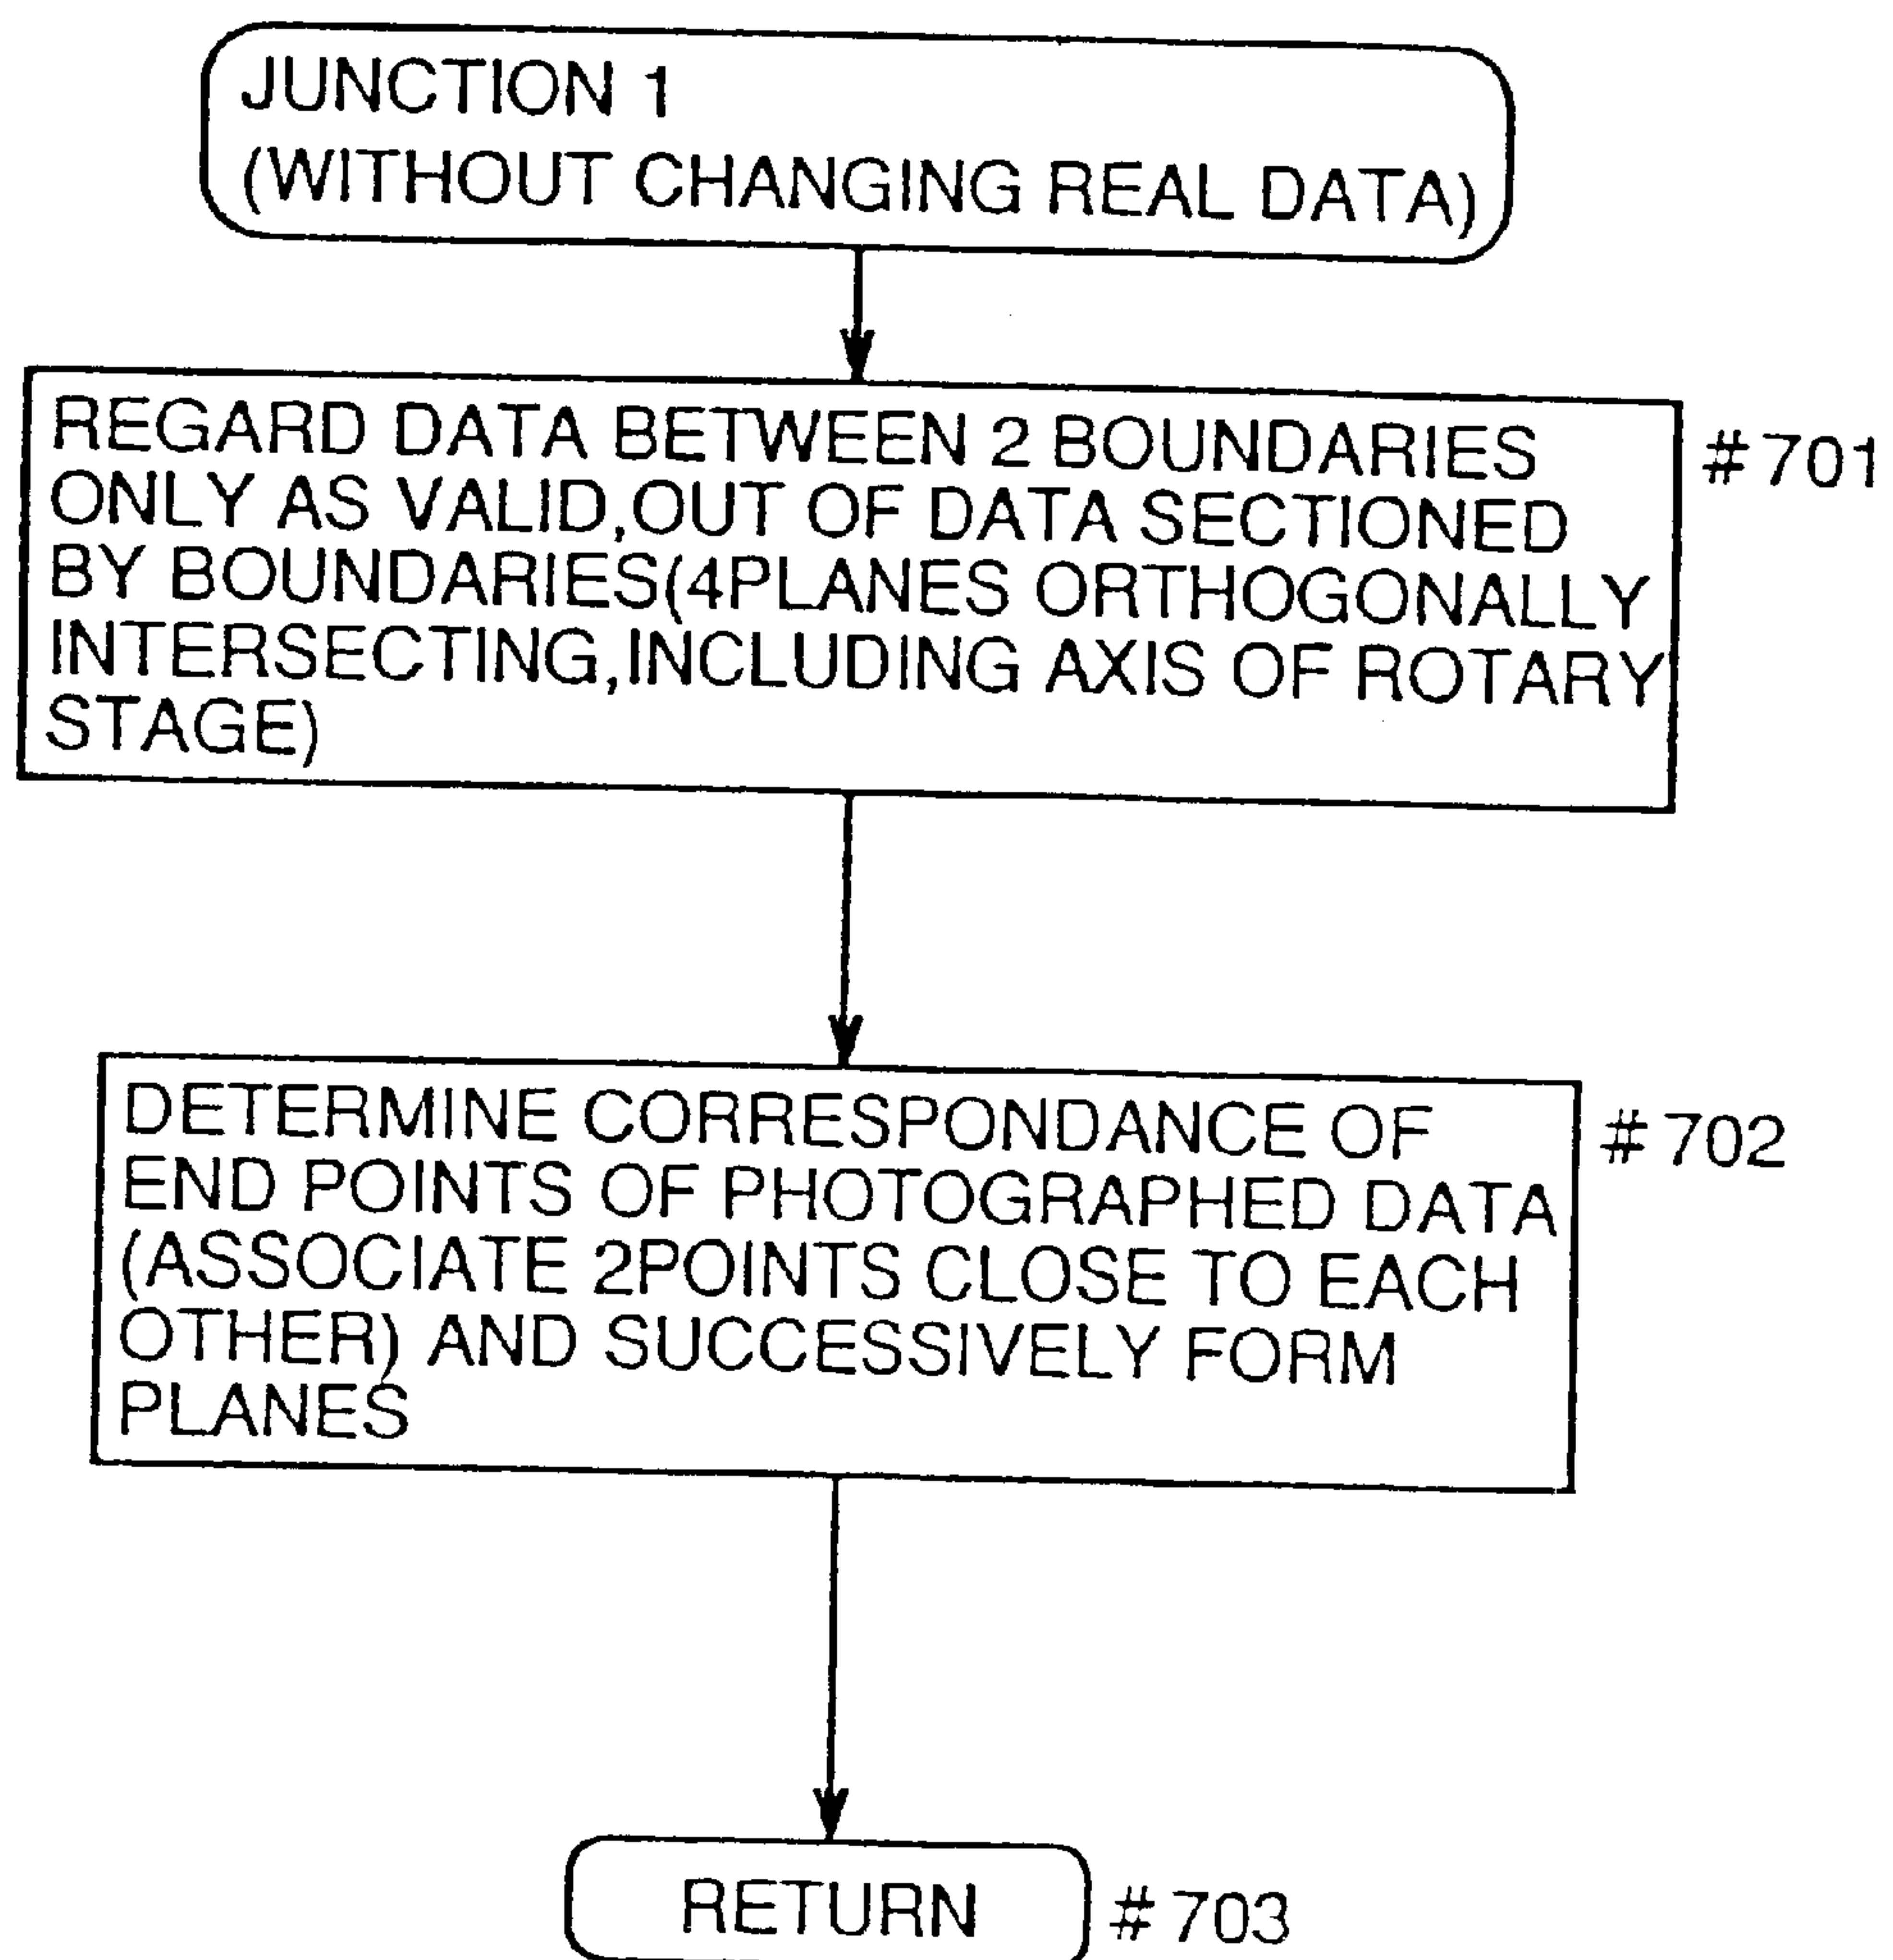 JUNCTION 1
(WITHOUT CHANGING REAL DATA)
REGARD DATA BETWEEN 2 BOUNDARIES
ONLY AS VALID,OUT OF DATA SECTIONED
BY BOUNDARIES(4PLANES ORTHOGONALLY
INTERSECTING,INCLUDING AXIS OF ROTARY
STAGE)
#701
DETERMINE CORRESPONDANCE OF
END POINTS OF PHOTOGRAPHED DATA
(ASSOCIATE 2POINTS CLOSE TO EACH
OTHER) AND SUCCESSIVELY FORM
PLANES
#702
RETURN
#703